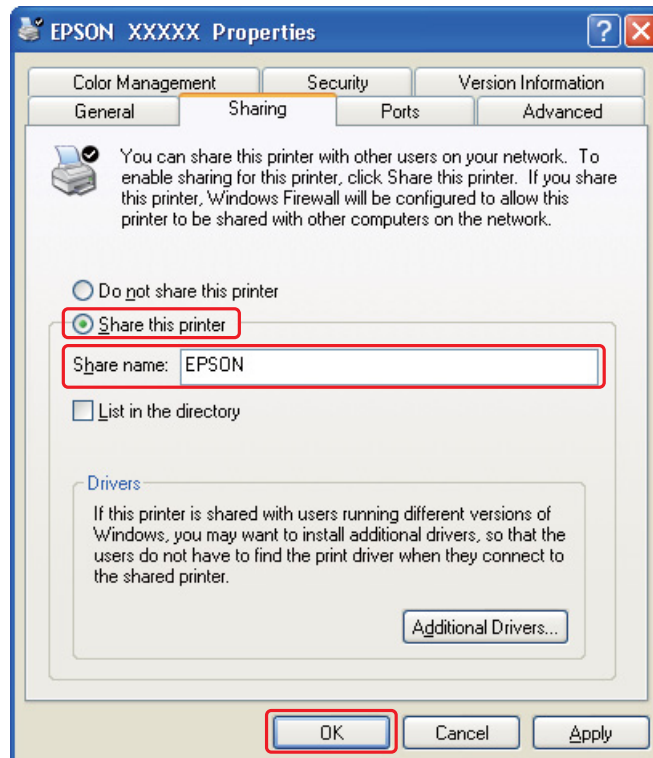 EPSON XXXXX Properties
Color Management Security Version Information
General Sharing Ports Advanced
You can share this printer with other users on your network. To
enable sharing for this printer, click Share this printer. If you share
this printer, Windows Firewall will be configured to allow this
printer to be shared with other computers on the network.
Do not share this printer
Share this printer
Share name: EPSON
List in the directory
Drivers
If this printer is shared with users running different versions of
Windows, you may want to install additional drivers, so that the
users do not have to find the print driver when they connect to
the shared printer.
Additional Drivers...
OK Cancel Apply